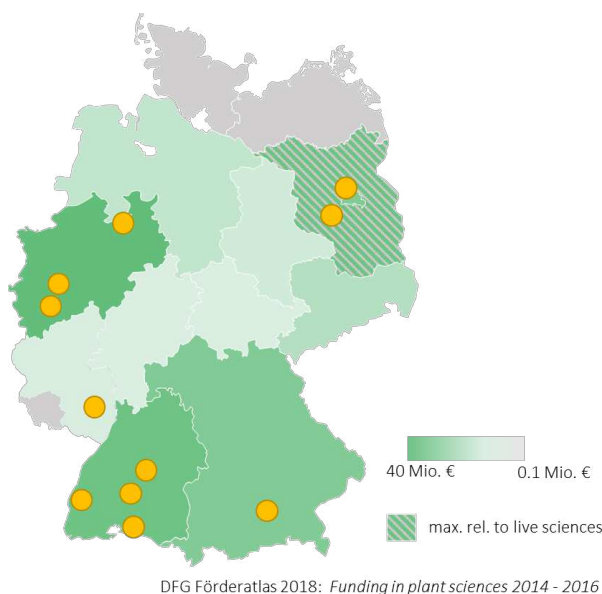 40 Mio. €
0.1 Mio. €
max. rel. to live sciences
DFG Förderatlas 2018: Funding in plant sciences 2014 - 2016